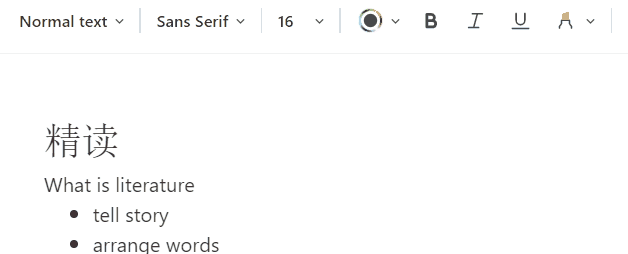 Normal text Sans Serif 16 B I U A
精读
What is literature
tell story
arrange words